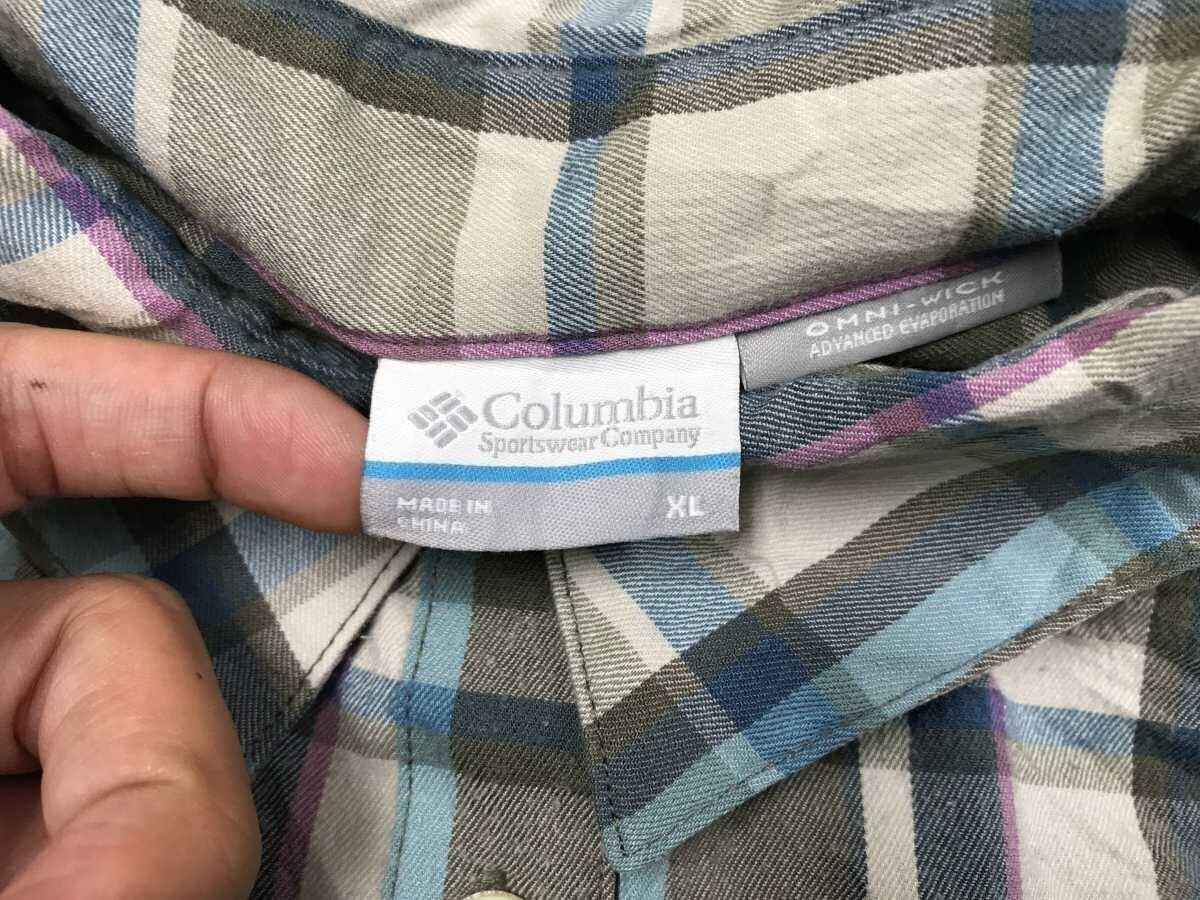 OMNI-WICK
ADVANCED EVAPORATION
Columbia
Sportswear Company
MADE IN
CHINA
XL